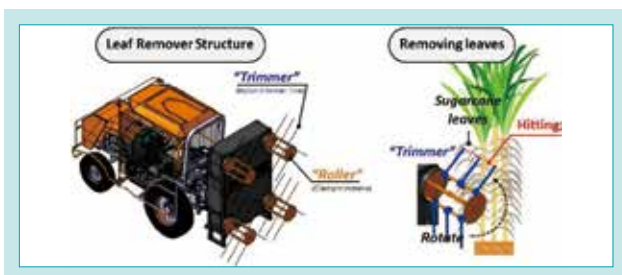 Leaf Remover Structure
"Trimmer"
"Roller"
Removing leaves
Sugarcane
leaves
Hitting
"Trimmer"
Rotate